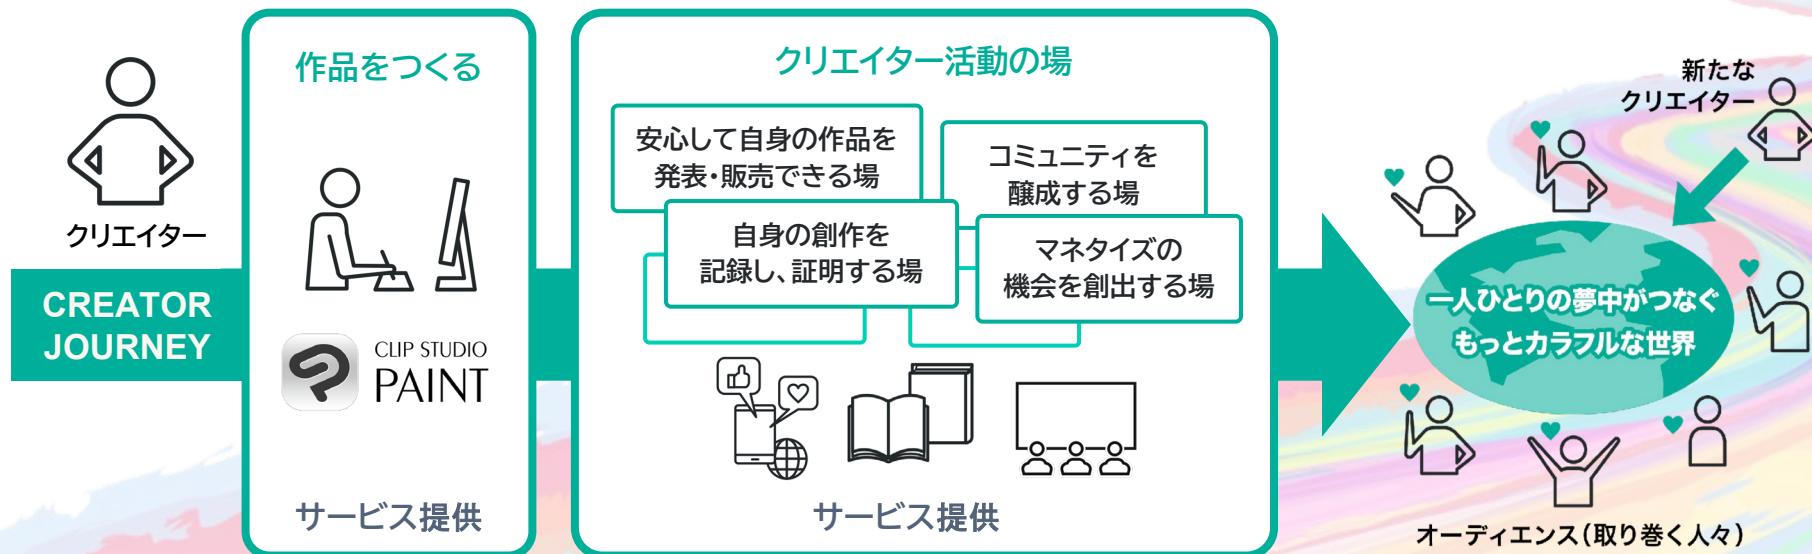 クリエイター
CREATOR
JOURNEY
作品をつくる
CLIP STUDIO
PAINT
サービス提供
クリエイター活動の場
安心して自身の作品を
発表・販売できる場
コミュニティを
醸成する場
自身の創作を
記録し、証明する場
マネタイズの
機会を創出する場
サービス提供
新たな
クリエイター
一人ひとりの夢中がつなぐ
もっとカラフルな世界
オーディエンス(取り巻く人々)